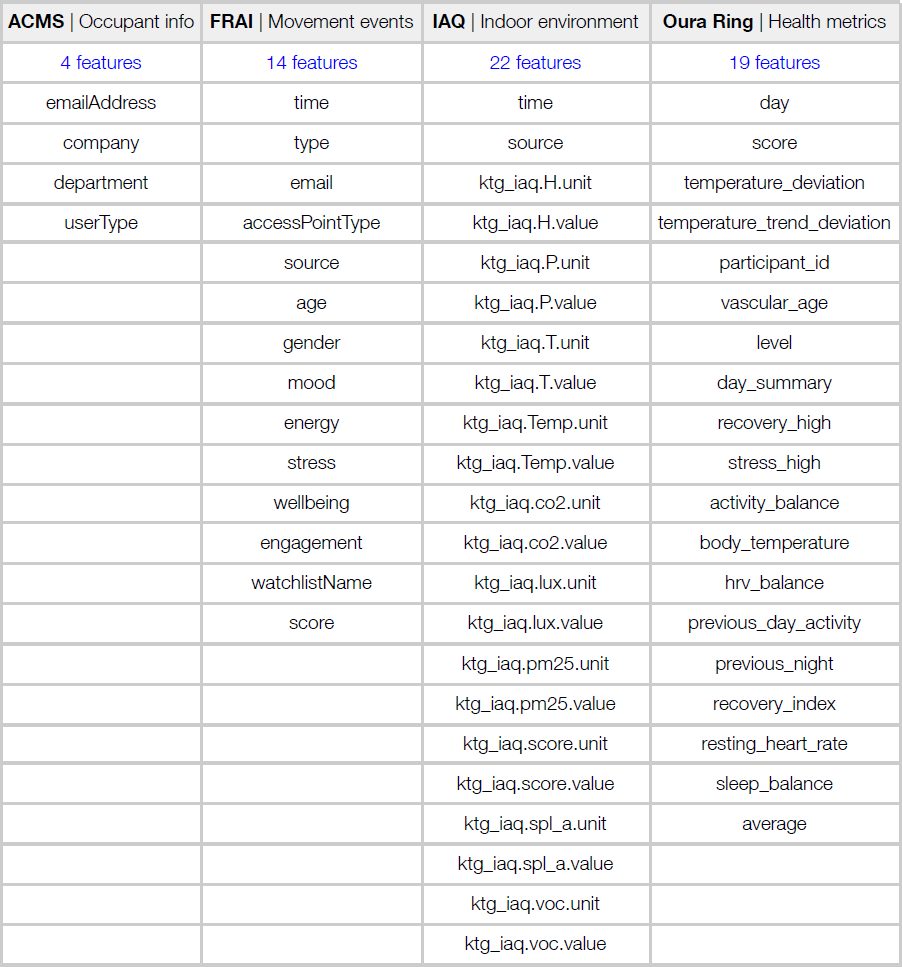 ACMS | Occupant info FRAI | Movement events IAQ | Indoor environment Oura Ring | Health metrics
4 features 14 features 22 features 19 features
emailAddress time time day
company type source score
department email ktg_iaq.H.unit temperature_deviation
userType accessPointType ktg_iaq.H.value temperature_trend_deviation
source ktg_iaq.P.unit participant_id
age ktg_iaq.P.value vascular_age
gender ktg_iaq.T.unit level
mood ktg_iaq.T.value day_summary
energy ktg_iaq.Temp.unit recovery_high
stress ktg_iaq.Temp.value stress_high
wellbeing ktg_iaq.co2.unit activity_balance
engagement ktg_iaq.co2.value body_temperature
watchlistName ktg_iaq.lux.unit hrv_balance
score ktg_iaq.lux.value previous_day_activity
ktg_iaq.pm25.unit previous_night
ktg_iaq.pm25.value recovery_index
ktg_iaq.score.unit resting_heart_rate
ktg_iaq.score.value sleep_balance
ktg_iaq.spl_a.unit average
ktg_iaq.spl_a.value
ktg_iaq.voc.unit
ktg_iaq.voc.value